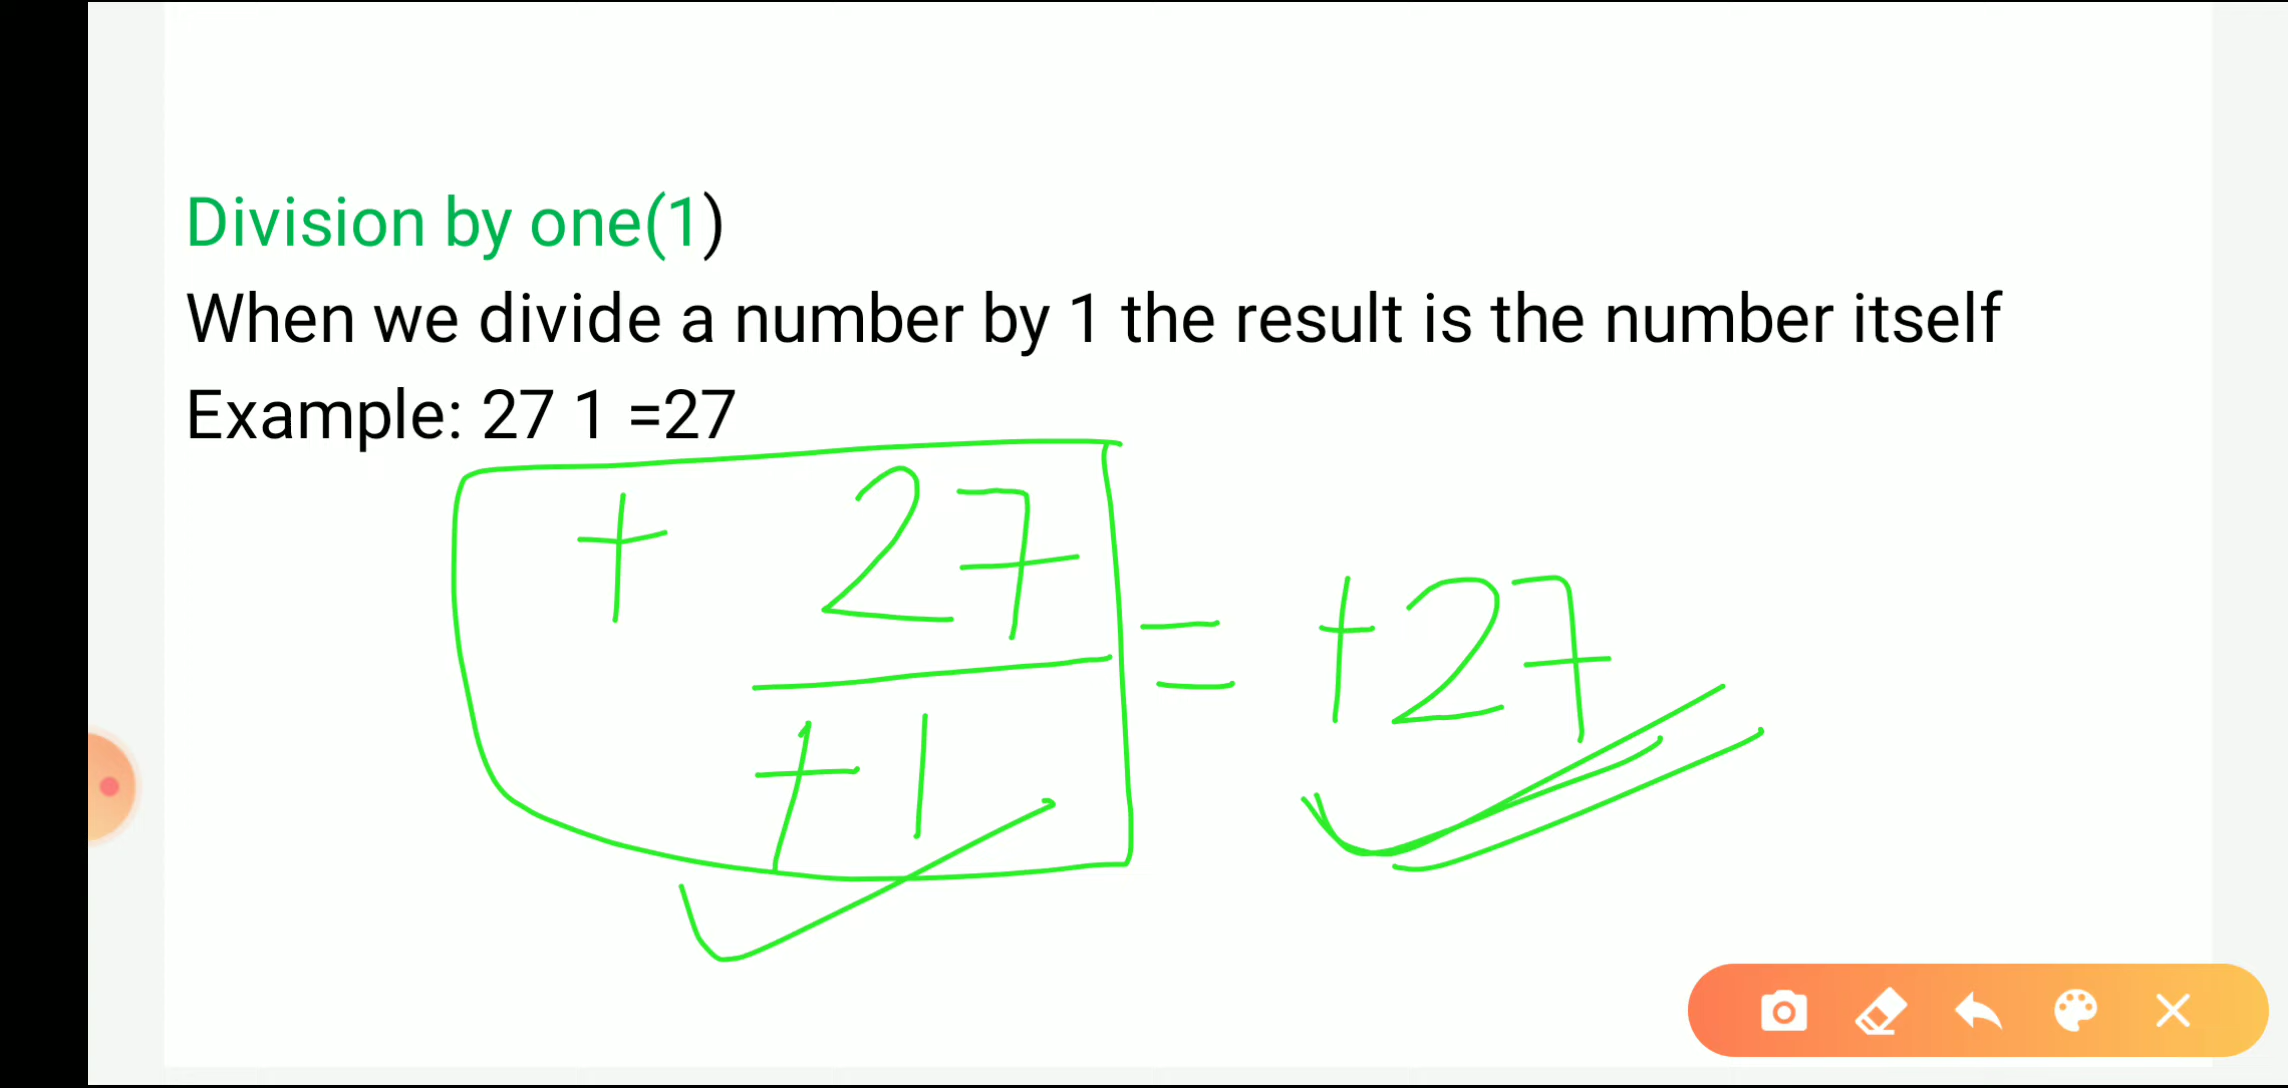 Division by one(1)
When we divide a number by 1 the result is the number itself
Example: 27 1 =27
+ 27
+ 1
= +27